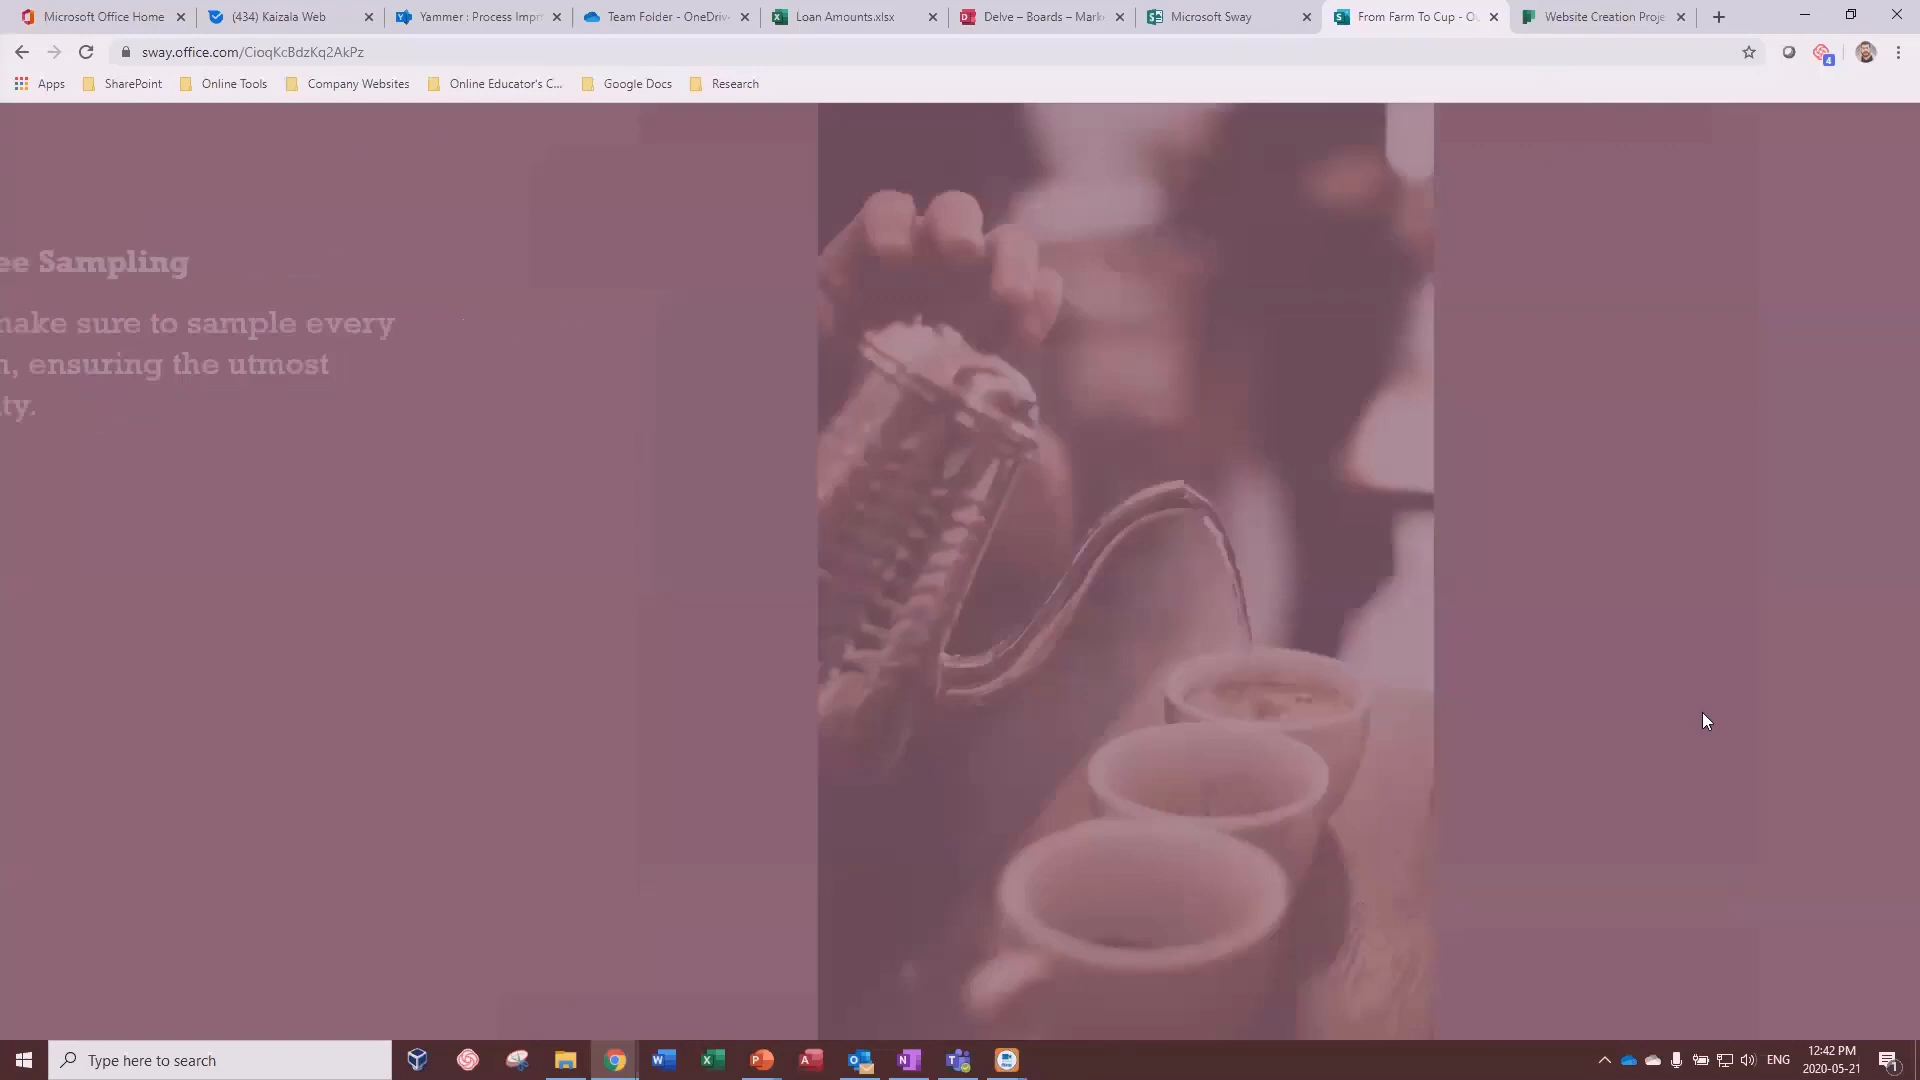 Microsoft Office Home
(434) Kaizala Web
Yammer : Process Impr
Team Folder - OneDriv
Loan Amounts.xlsx
Delve – Boards – Mark
Microsoft Sway
From Farm To Cup - O
Website Creation Proje
sway.office.com/CioqKcBdzKq2AkPz
4
Apps
SharePoint
Online Tools
Company Websites
Online Educator's C...
Google Docs
Research
ee Sampling
make sure to sample every
n, ensuring the utmost
ty.
Type here to search
ENG
12:42 PM
2020-05-21
1